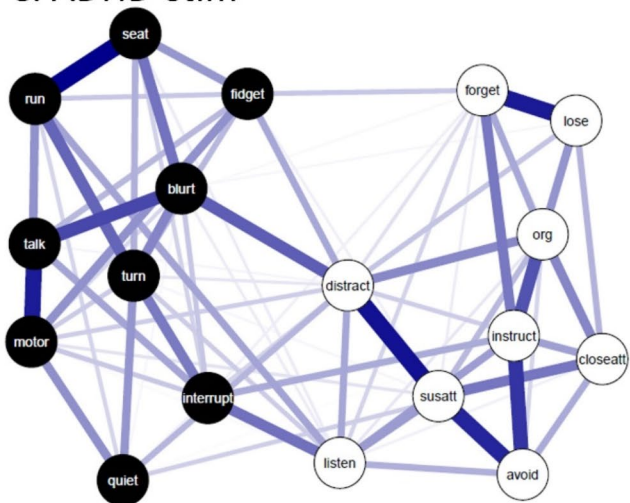 seat
run
fidget
forget
lose
blurt
talk
turn
org
distract
motor
instruct
closeatt
interrupt
susatt
listen
quiet
avoid